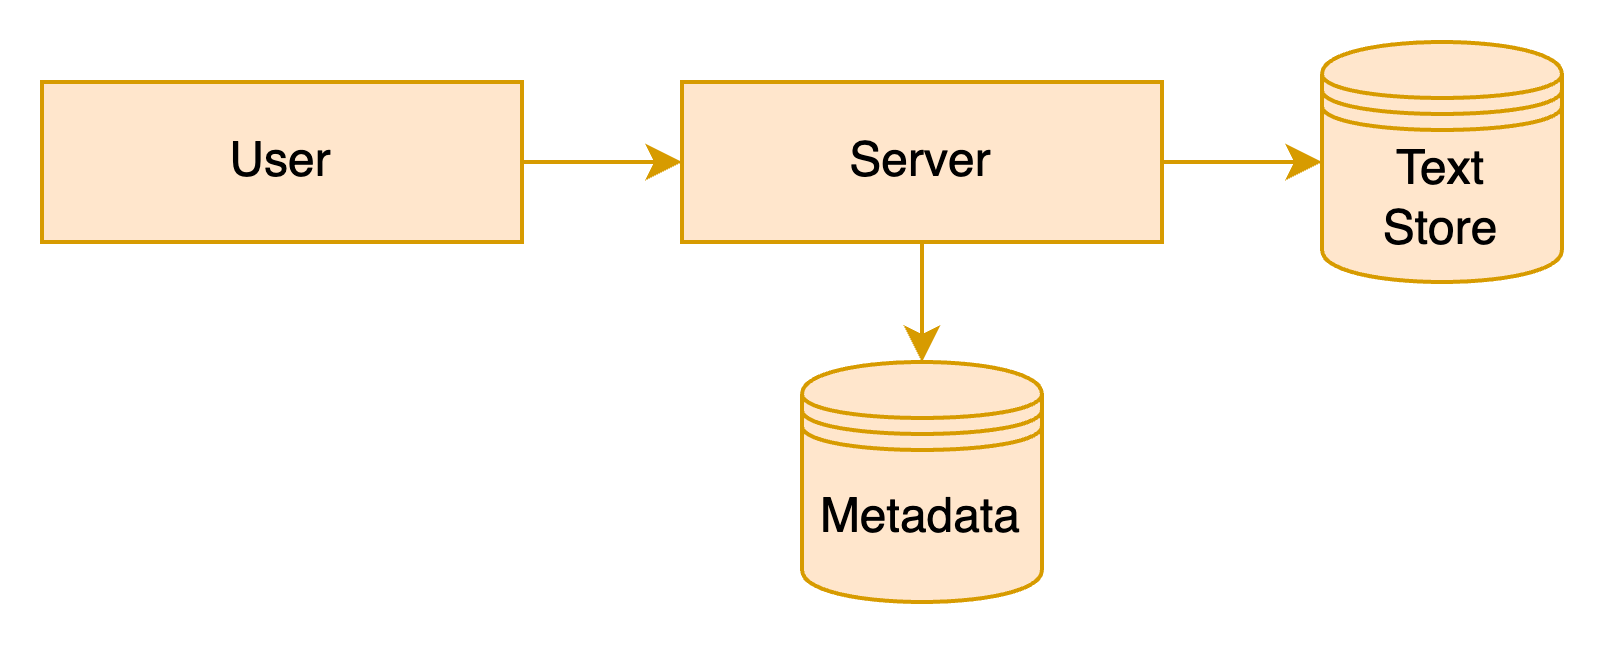 User
Server
Text
Store
Metadata